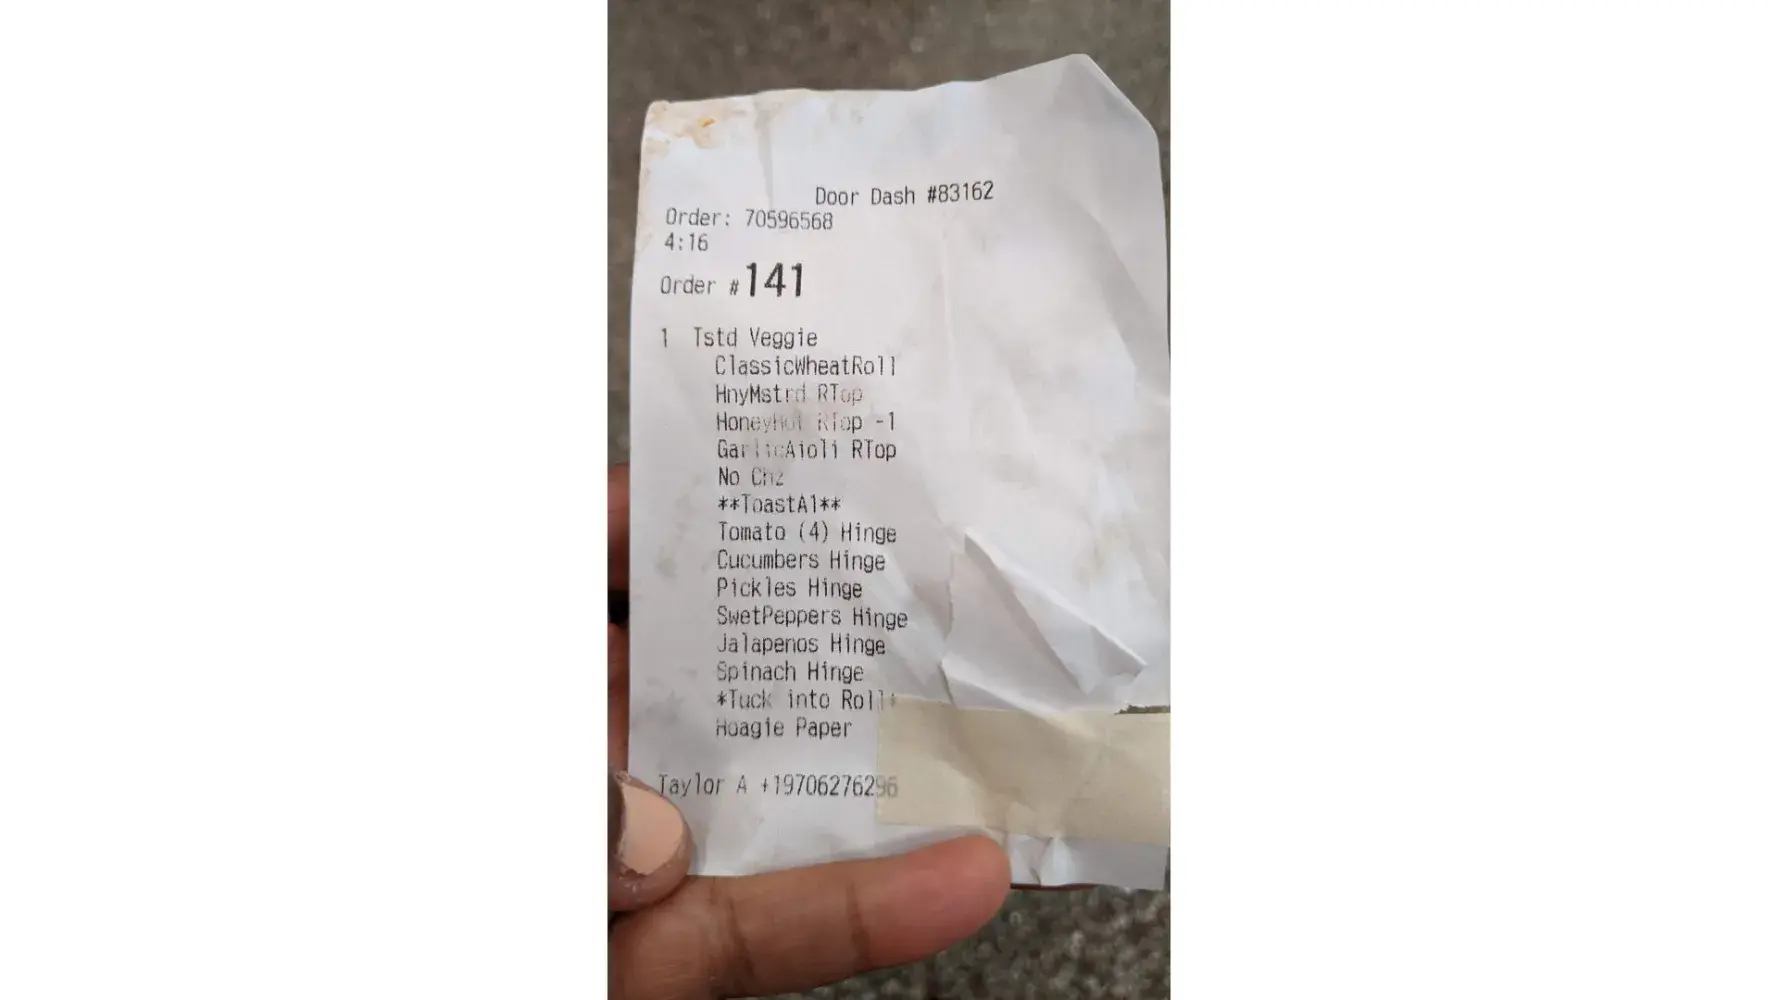 Door Dash #83162
Order: 70596568
4:16
Order # 141
1 Tstd Veggie
ClassicWheatRoll
HnyMstrd RTop
HoneyHot RTop -1
GarlicAioli RTop
No Chz
**ToastAl**
Tomato (4) Hinge
Cucumbers Hinge
Pickles Hinge
SwetPeppers Hinge
Jalapenos Hinge
Spinach Hinge
*Tuck into Roll*
Hoagie Paper
Taylor A +19706276296